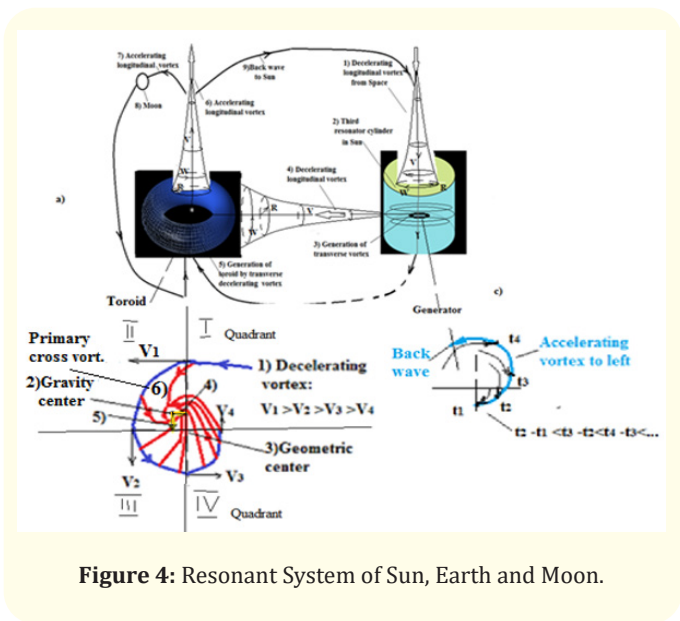 7) Accelerating
longitudinal vortex
8) Moon
9)Back wave
to Sun
6) Accelerating
longitudinal vortex
1) Decelerating
longitudinal vortex
from Space
2) Third
resonator cylinder
in Sun
4) Decelerating
longitudinal vortex
3) Generation of
transverse vortex
5) Generation of
toroid by transverse
decelerating vortex
V
W
R
R
V
W
V
W
R
a)
Toroid
Generator
c)
II
I
Quadrant
Primary
cross vort.
V1
2)Gravity
center
6)
4)
5)
V4
1) Decelerating
vortex:
V1 >V2 >V3 >V4
3)Geometric
center
V2
V3
III
IV
Quadrant
Back
wave
t4
Accelerating
vortex to left
t3
t1
t2
t2 -t1 <t3 -t2<t4 -t3<...
Figure 4: Resonant System of Sun, Earth and Moon.